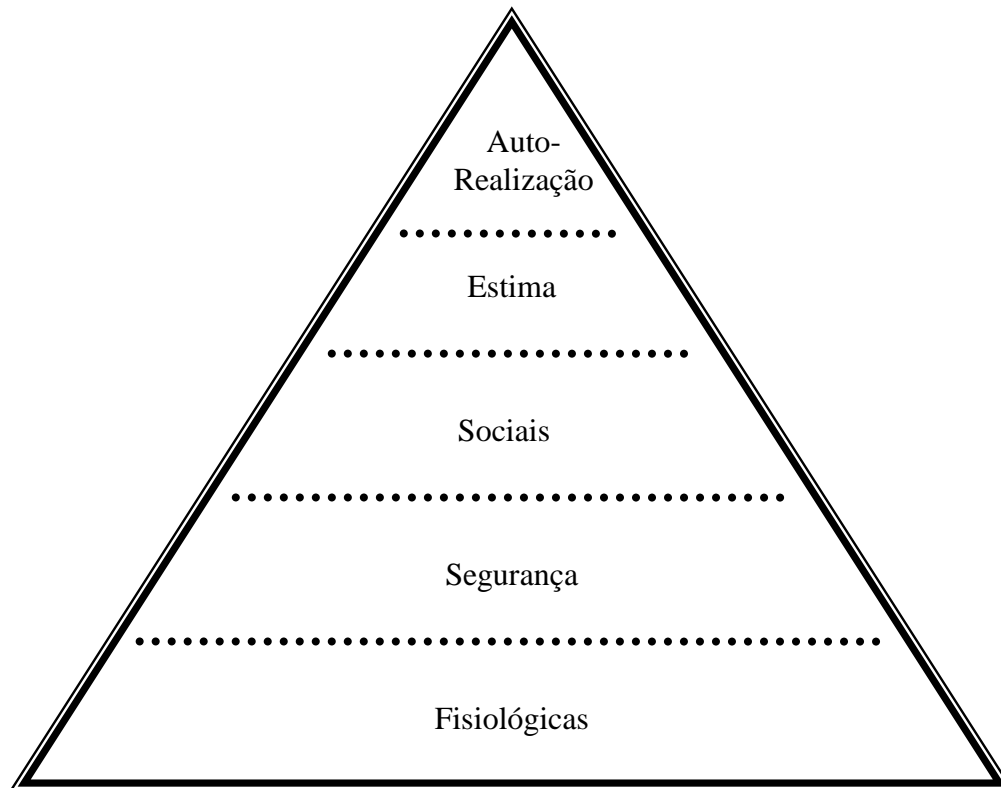 Auto-
Realização
Estima
Sociais
Segurança
Fisiológicas